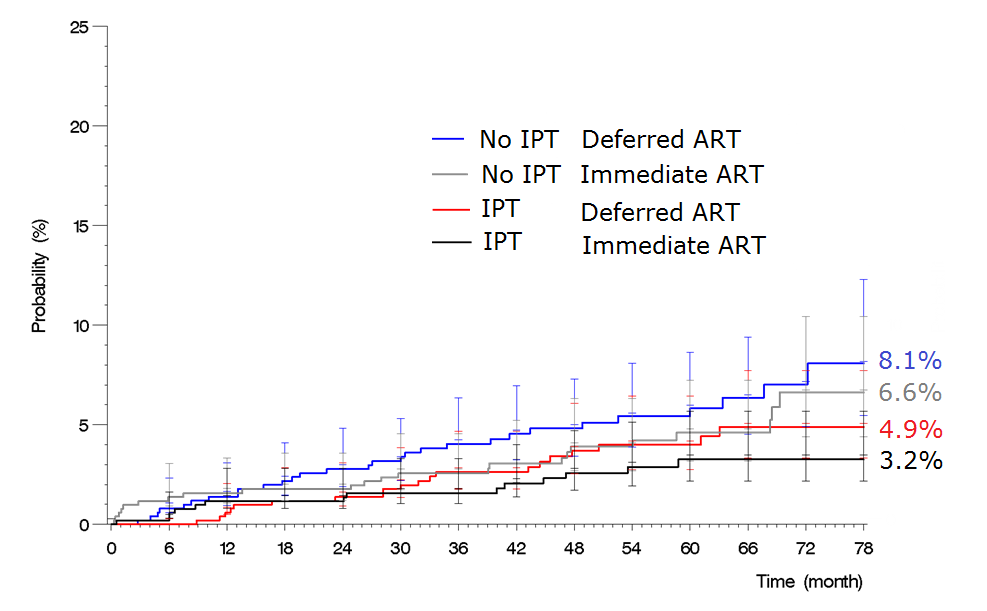 25
20
15
10
5
0
Probability (%)
No IPT Deferred ART
No IPT Immediate ART
IPT Deferred ART
IPT Immediate ART
8.1%
6.6%
4.9%
3.2%
0 6 12 18 24 30 36 42 48 54 60 66 72 78
Time (month)